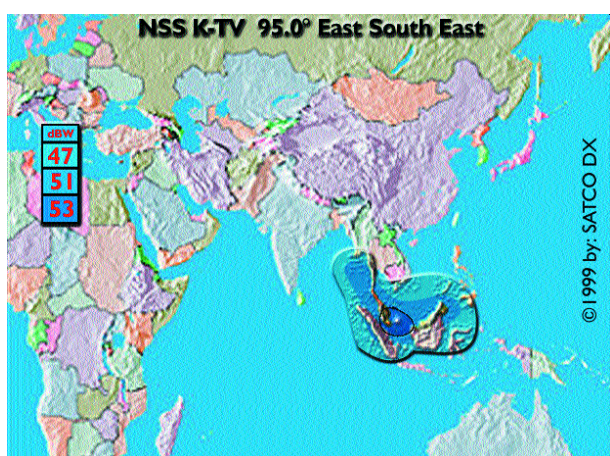 NSS K-TV 95.0° East South East
dBW
47
51
53
©1999 by: SATCO DX